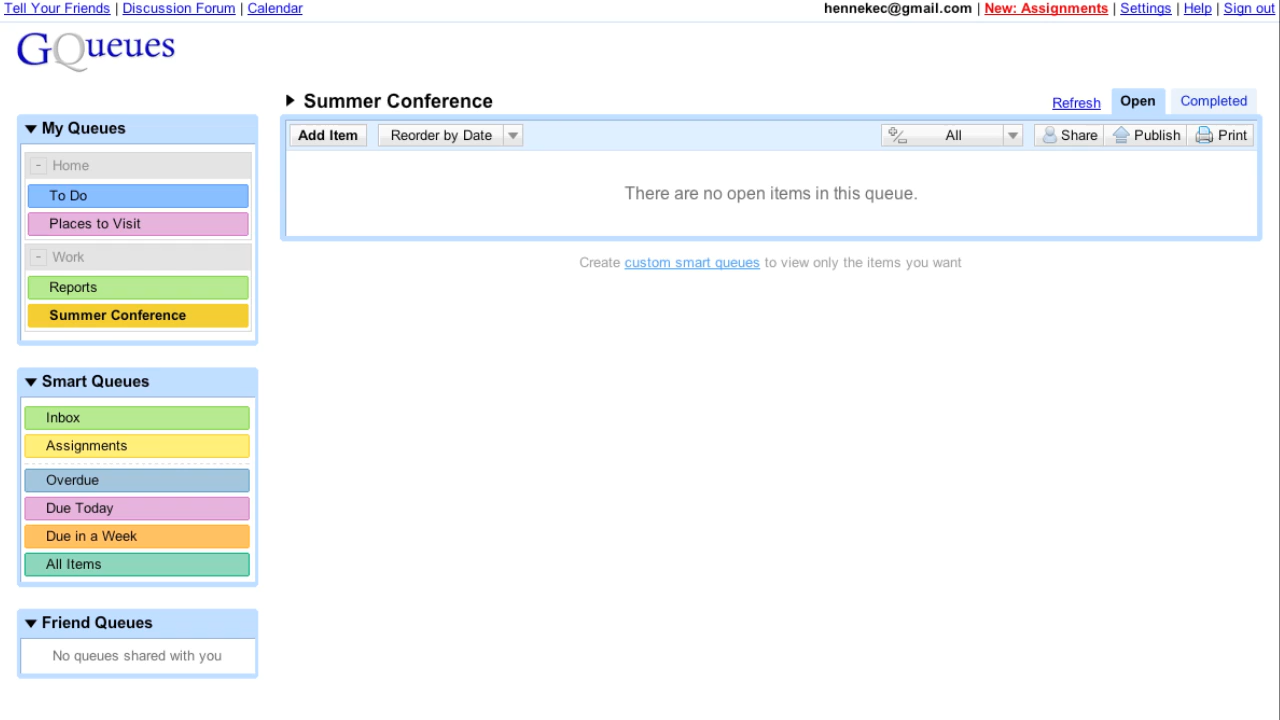 Tell Your Friends | Discussion Forum | Calendar
hennekec@gmail.com | New: Assignments | Settings | Help | Sign out
GQueues
Summer Conference
Refresh
Open
Completed
Add Item
Reorder by Date
All
Share
Publish
Print
There are no open items in this queue.
Create custom smart queues to view only the items you want
My Queues
- Home
To Do
Places to Visit
- Work
Reports
Summer Conference
Smart Queues
Inbox
Assignments
Overdue
Due Today
Due in a Week
All Items
Friend Queues
No queues shared with you